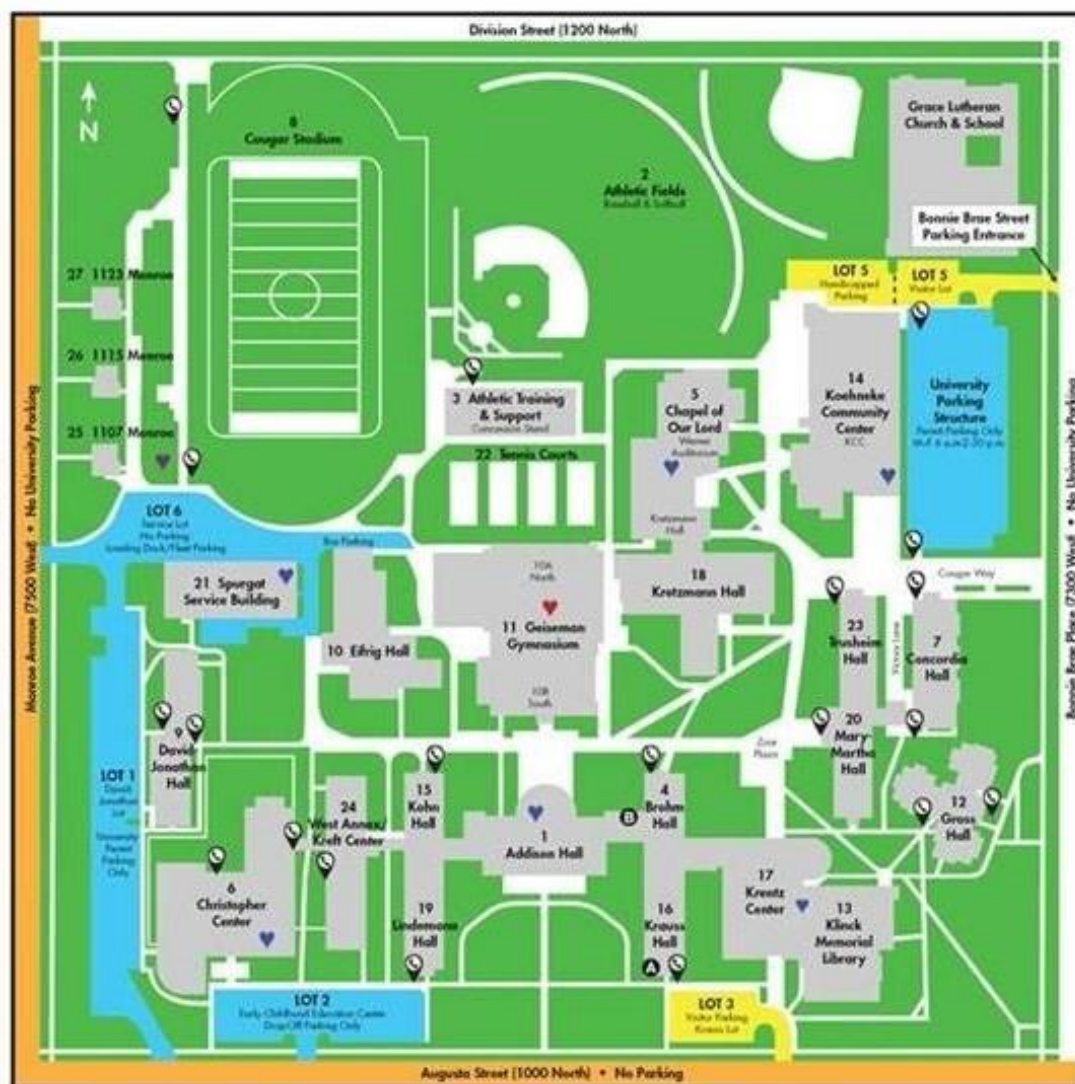 Division Street (1200 North)
N
8
Cougar Stadium
2
Athletic Fields
Baseball & Softball
Grace Lutheran
Church & School
Bonnie Brae Street
Parking Entrance
LOT 5
Handicapped
Parking
LOT 5
Visitor Lot
27 1123 Monroe
26 1115 Monroe
25 1107 Monroe
3 Athletic Training
& Support
Concession Stand
22 Tennis Courts
5
Chapel of
Our Lord
Werner
Auditorium
Kretzmann
Hall
14
Koehneke
Community
Center
KCC
University
Parking
Structure
Permit Parking Only
LOT 6
Service Lot
No Parking
Loading Dock/Fleet Parking
Bus Parking
21 Spurgat
Service Building
10 Eifrig Hall
10A
North
11 Geiseman
Gymnasium
10B
South
18
Kretzmann Hall
Cougar Way
23
Trusheim
Hall
Victory Lane
7
Concordia
Hall
20
Mary-
Martha
Hall
12
Gross
Hall
9
David-
Jonathan
Hall
LOT 1
David-
Jonathan
Lot
University
Permit
Parking
Only
24
West Annex/
Kreft Center
15
Kohn
Hall
1
Addison Hall
4
Brohm
Hall
B
6
Christopher
Center
19
Lindemann
Hall
16
Krauss
Hall
A
17
Krentz
Center
13
Klinck
Memorial
Library
LOT 2
Early Childhood Education Center
Drop-Off Parking Only
LOT 3
Visitor Parking
Krauss Lot
Monroe Avenue (7500 West) • No University Parking
Bonnie Brae Place (7300 West) • No University Parking
Augusta Street (1000 North) • No Parking